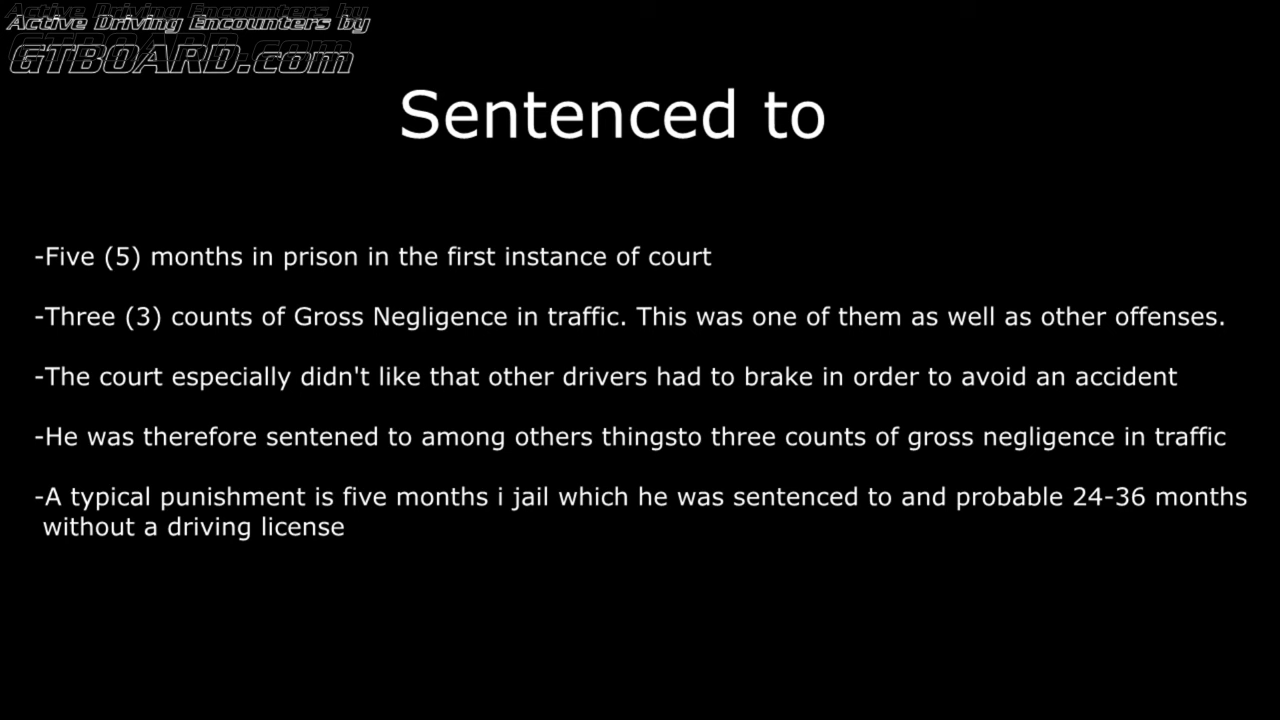 Active Driving Encounters by
GTBOARD.com
Sentenced to
-Five (5) months in prison in the first instance of court
-Three (3) counts of Gross Negligence in traffic. This was one of them as well as other offenses.
-The court especially didn't like that other drivers had to brake in order to avoid an accident
-He was therefore sentened to among others thingsto three counts of gross negligence in traffic
-A typical punishment is five months i jail which he was sentenced to and probable 24-36 months
without a driving license